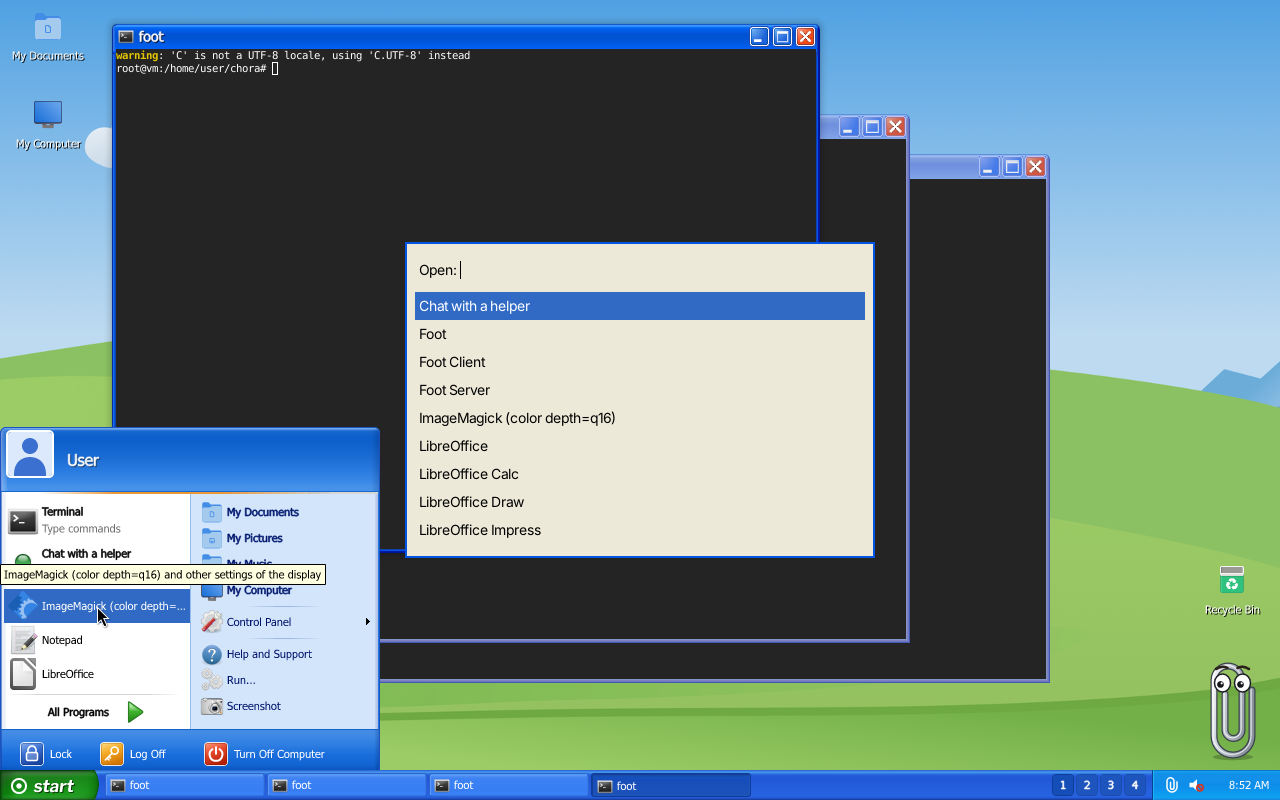 My Documents
My Computer
foot
warning: 'C' is not a UTF-8 locale, using 'C.UTF-8' instead
root@vm:/home/user/chora#
Open:
Chat with a helper
Foot
Foot Client
Foot Server
ImageMagick (color depth=q16)
LibreOffice
LibreOffice Calc
LibreOffice Draw
LibreOffice Impress
User
Terminal
Type commands
Chat with a helper
ImageMagick (color depth=q16) and other settings of the display
ImageMagick (color depth=...
Notepad
LibreOffice
All Programs
My Documents
My Pictures
My Music
My Computer
Control Panel
Help and Support
Run...
Screenshot
Lock
Log Off
Turn Off Computer
Recycle Bin
start
foot
foot
foot
foot
1 2 3 4
8:52 AM